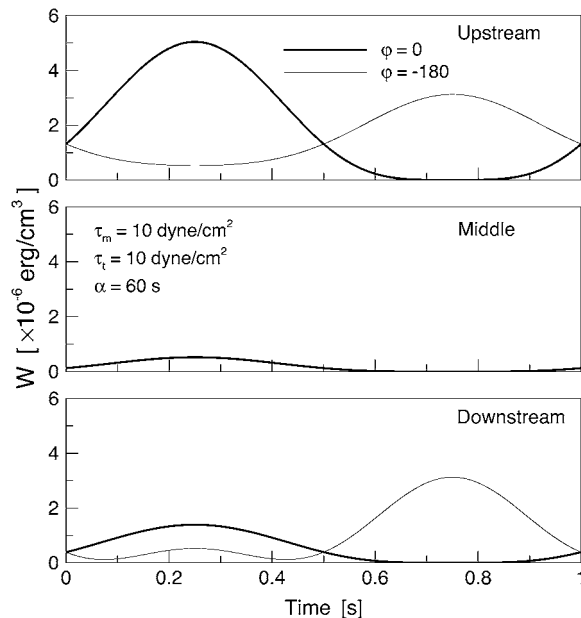 6
4
2
0
Upstream
φ = 0
φ = -180
6
4
2
0
Middle
τm = 10 dyne/cm²
τt = 10 dyne/cm²
α = 60 s
W [ ×10⁻⁶ erg/cm³ ]
6
4
2
0
Downstream
0 0.2 0.4 0.6 0.8 1
Time [s]